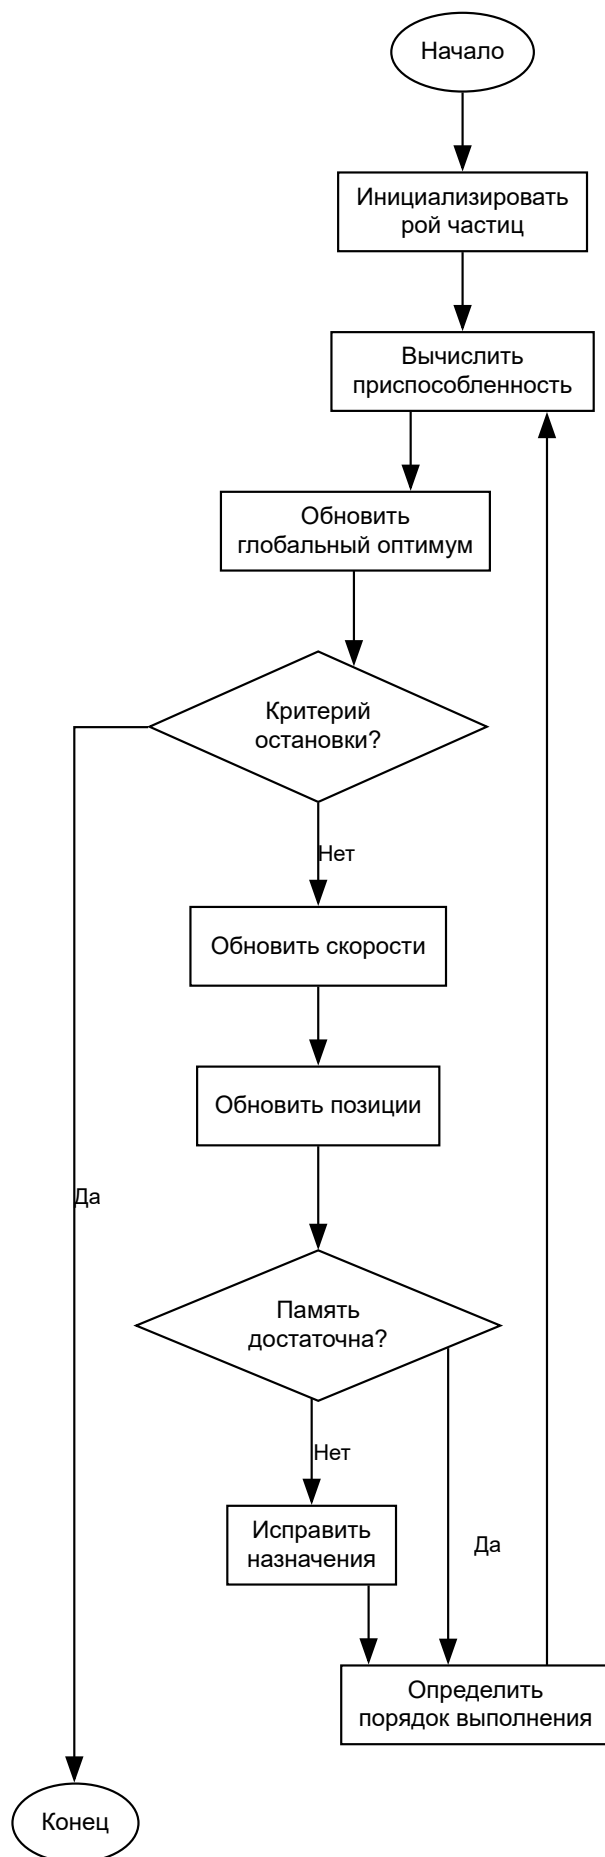 Начало
Инициализировать
рой частиц
Вычислить
приспособленность
Обновить
глобальный оптимум
Критерий
остановки?
Нет
Обновить скорости
Обновить позиции
Да
Память
достаточна?
Нет
Исправить
назначения
Да
Определить
порядок выполнения
Конец